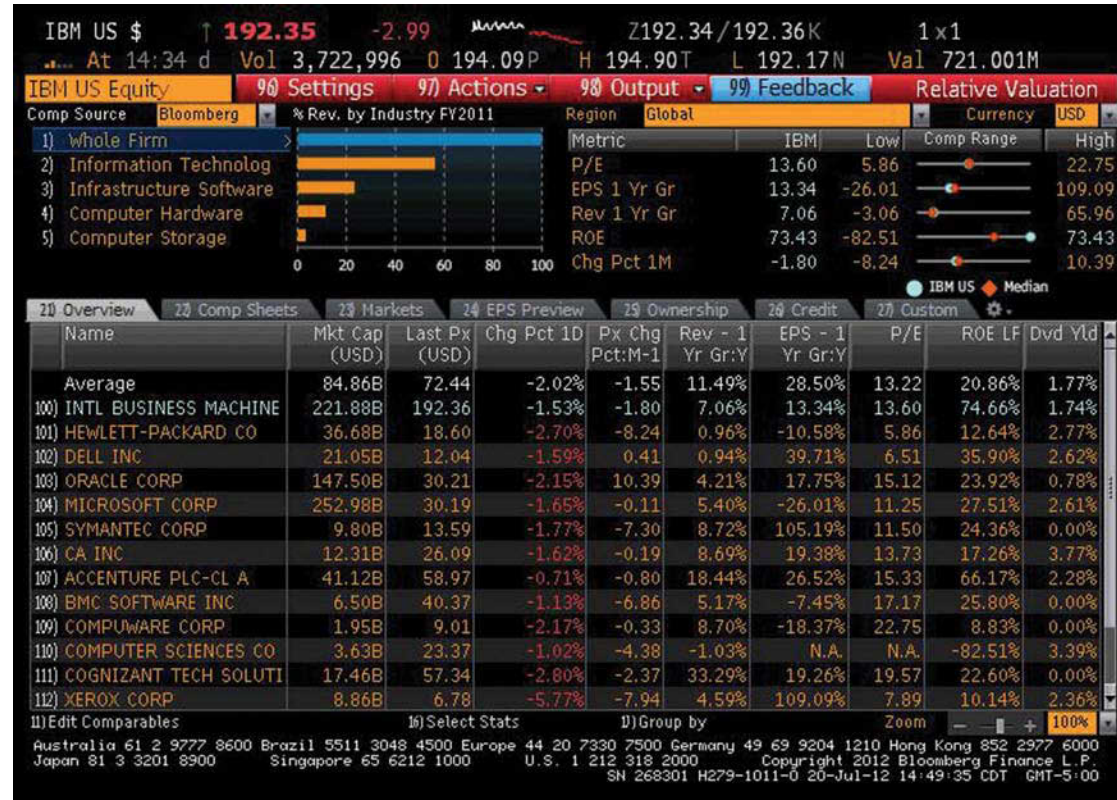 IBM US $ ↑ 192.35 -2.99 Z192.34/192.36K 1x1
At 14:34 d Vol 3,722,996 O 194.09P H 194.90T L 192.17N Val 721.001M
IBM US Equity 96) Settings 97) Actions 98) Output 99) Feedback Relative Valuation
Comp Source Bloomberg % Rev. by Industry FY2011 Region Global Currency USD
1) Whole Firm > Metric IBM Low Comp Range High
2) Information Technolog P/E 13.60 5.86 22.75
3) Infrastructure Software EPS 1 Yr Gr 13.34 -26.01 109.09
4) Computer Hardware Rev 1 Yr Gr 7.06 -3.06 65.96
5) Computer Storage ROE 73.43 -82.51 73.43
0 20 40 60 80 100 Chg Pct 1M -1.80 -8.24 10.39
IBM US Median
21) Overview 22) Comp Sheets 23) Markets 24) EPS Preview 25) Ownership 26) Credit 27) Custom
Name Mkt Cap (USD) Last Px (USD) Chg Pct 1D Px Chg Pct:M-1 Rev - 1 Yr Gr:Y EPS - 1 Yr Gr:Y P/E ROE LF Dvd Yld
Average 84.86B 72.44 -2.02% -1.55 11.49% 28.50% 13.22 20.86% 1.77%
100) INTL BUSINESS MACHINE 221.88B 192.36 -1.53% -1.80 7.06% 13.34% 13.60 74.66% 1.74%
101) HEWLETT-PACKARD CO 36.68B 18.60 -2.70% -8.24 0.96% -10.58% 5.86 12.64% 2.77%
102) DELL INC 21.05B 12.04 -1.59% 0.41 0.94% 39.71% 6.51 35.90% 2.62%
103) ORACLE CORP 147.50B 30.21 -2.15% 10.39 4.21% 17.75% 15.12 23.92% 0.78%
104) MICROSOFT CORP 252.98B 30.19 -1.65% -0.11 5.40% -26.01% 11.25 27.51% 2.61%
105) SYMANTEC CORP 9.80B 13.59 -1.77% -7.30 8.72% 105.19% 11.50 24.36% 0.00%
106) CA INC 12.31B 26.09 -1.62% -0.19 8.69% 19.38% 13.73 17.26% 3.77%
107) ACCENTURE PLC-CL A 41.12B 58.97 -0.71% -0.80 18.44% 26.52% 15.33 66.17% 2.28%
108) BMC SOFTWARE INC 6.50B 40.37 -1.13% -6.86 5.17% -7.45% 17.17 25.80% 0.00%
109) COMPUWARE CORP 1.95B 9.01 -2.17% -0.33 8.70% -18.37% 22.75 8.83% 0.00%
110) COMPUTER SCIENCES CO 3.63B 23.37 -1.02% -4.38 -1.03% N.A. N.A. -82.51% 3.39%
111) COGNIZANT TECH SOLUTI 17.46B 57.34 -2.80% -2.37 33.29% 19.26% 19.57 22.60% 0.00%
112) XEROX CORP 8.86B 6.78 -5.77% -7.94 4.59% 109.09% 7.89 10.14% 2.36%
11) Edit Comparables 16) Select Stats 17) Group by Zoom - + 100%
Australia 61 2 9777 8600 Brazil 5511 3048 4500 Europe 44 20 7330 7500 Germany 49 69 9204 1210 Hong Kong 852 2977 6000
Japan 81 3 3201 8900 Singapore 65 6212 1000 U.S. 1 212 318 2000 Copyright 2012 Bloomberg Finance L.P.
SN 268301 H279-1011-0 20-Jul-12 14:49:35 CDT GMT-5:00